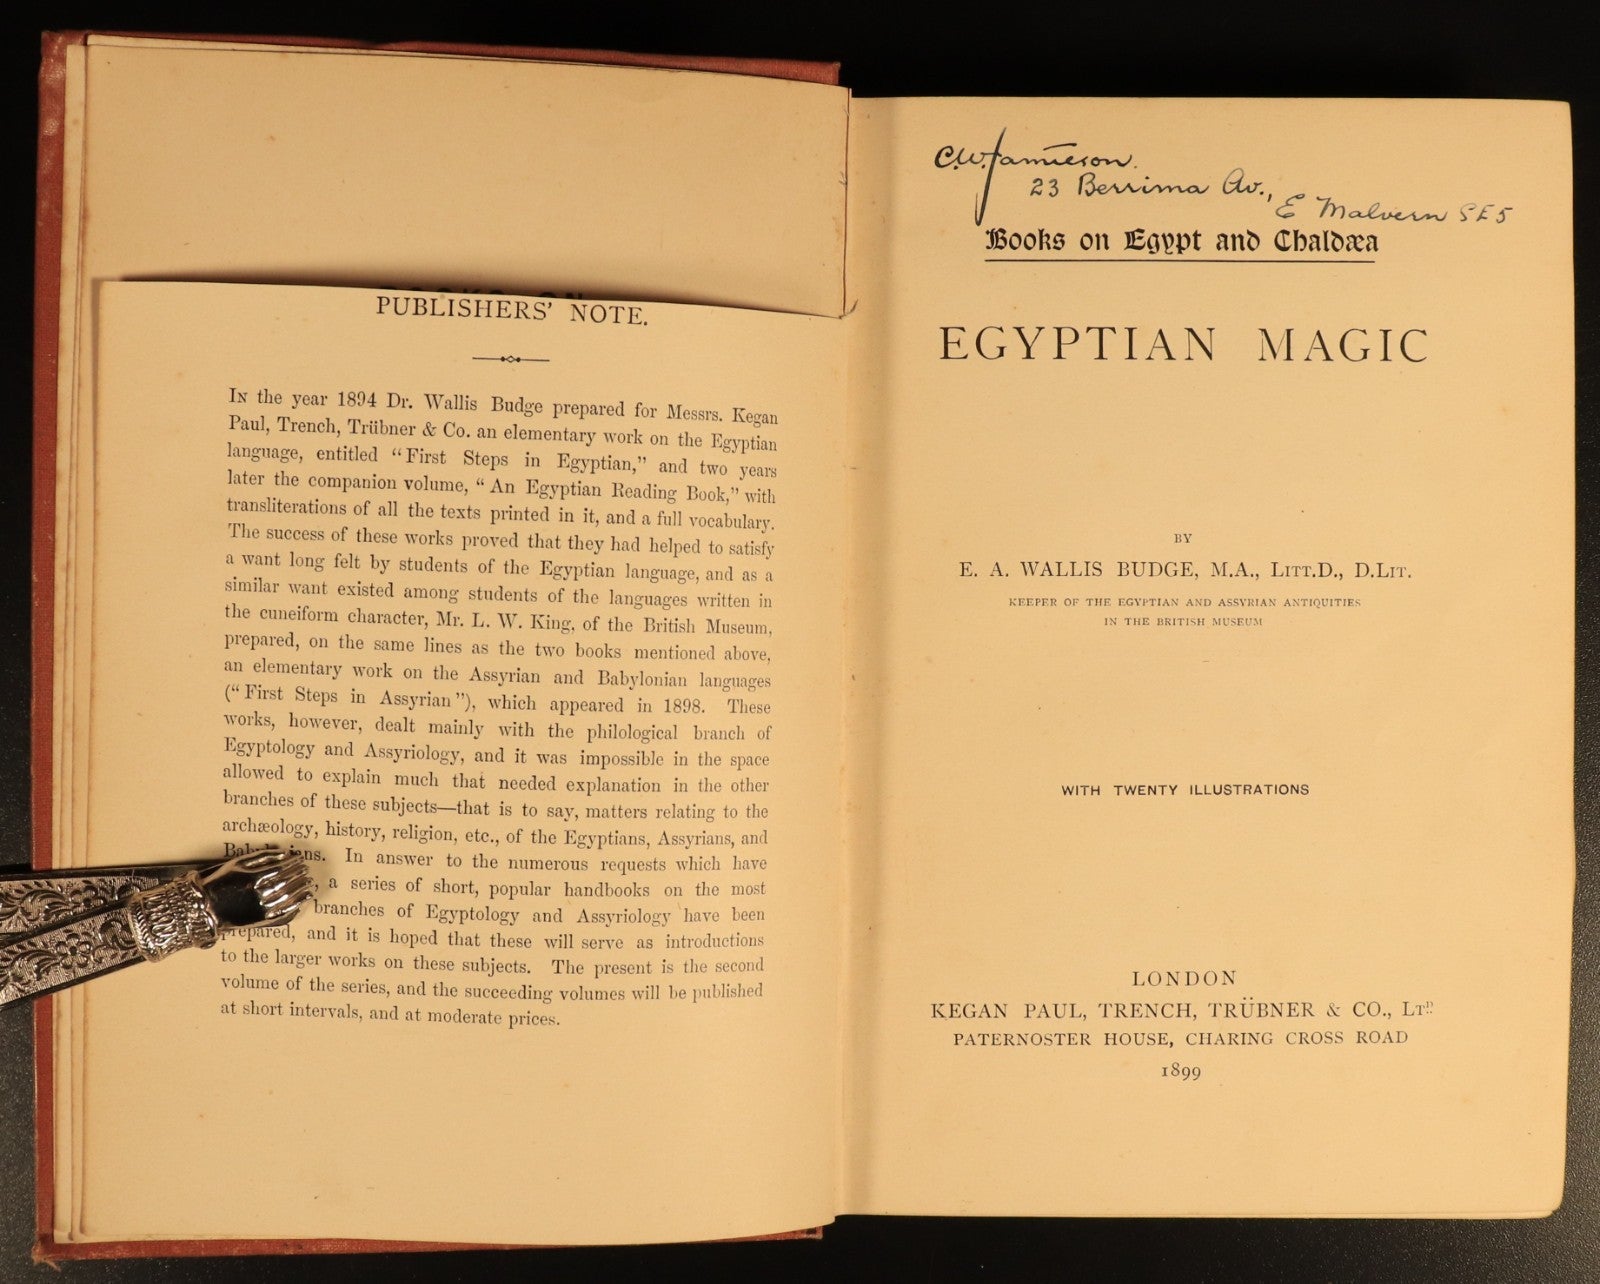 PUBLISHERS' NOTE.
IN the year 1894 Dr. Wallis Budge prepared for Messrs. Kegan
Paul, Trench, Trübner & Co. an elementary work on the Egyptian
language, entitled "First Steps in Egyptian," and two years
later the companion volume, "An Egyptian Reading Book," with
transliterations of all the texts printed in it, and a full vocabulary.
The success of these works proved that they had helped to satisfy
a want long felt by students of the Egyptian language, and as a
similar want existed among students of the languages written in
the cuneiform character, Mr. L. W. King, of the British Museum,
prepared, on the same lines as the two books mentioned above,
an elementary work on the Assyrian and Babylonian languages
("First Steps in Assyrian"), which appeared in 1898. These
works, however, dealt mainly with the philological branch of
Egyptology and Assyriology, and it was impossible in the space
allowed to explain much that needed explanation in the other
branches of these subjects—that is to say, matters relating to the
archæology, history, religion, etc., of the Egyptians, Assyrians, and
In answer to the numerous requests which have
a series of short, popular handbooks on the most
branches of Egyptology and Assyriology have been
prepared, and it is hoped that these will serve as introductions
to the larger works on these subjects. The present is the second
volume of the series, and the succeeding volumes will be published
at short intervals, and at moderate prices.
C.W. Jamieson.
23 Berrima Av.,
E Malvern SE5
Books on Egypt and Chaldæa
EGYPTIAN MAGIC
BY
E. A. WALLIS BUDGE, M.A., LITT.D., D.LIT.
KEEPER OF THE EGYPTIAN AND ASSYRIAN ANTIQUITIES
IN THE BRITISH MUSEUM
WITH TWENTY ILLUSTRATIONS
LONDON
KEGAN PAUL, TRENCH, TRÜBNER & CO., LTD
PATERNOSTER HOUSE, CHARING CROSS ROAD
1899